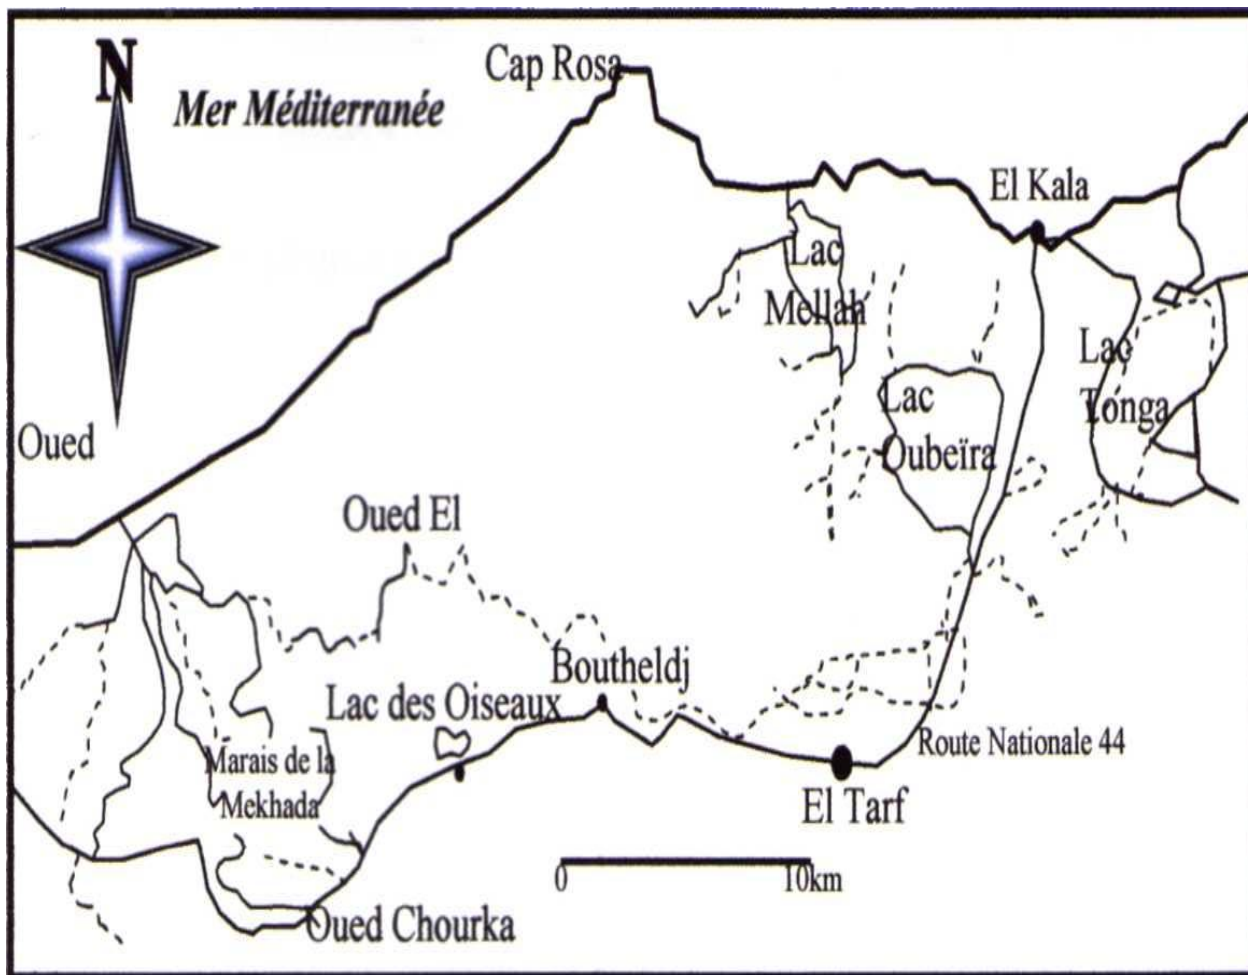 N
Cap Rosa
Mer Méditerranée
El Kala
Lac
Mellah
Lac
Tonga
Lac
Oubeïra
Oued
Oued El
Boutheldj
Lac des Oiseaux
Route Nationale 44
Marais de la
Mekhada
El Tarf
0
10km
Oued Chourka